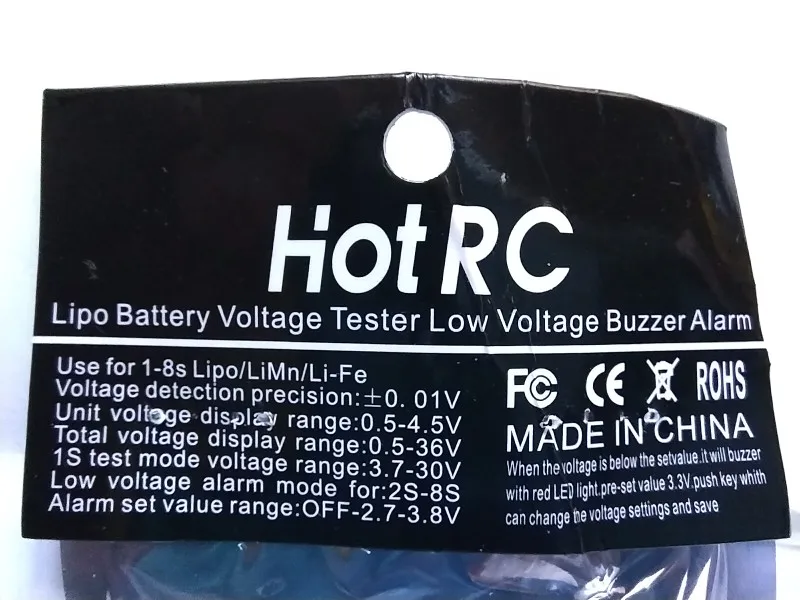 HotRC
Lipo Battery Voltage Tester Low Voltage Buzzer Alarm
Use for 1-8s Lipo/LiMn/Li-Fe
Voltage detection precision:±0. 01V
Unit voltage display range:0.5-4.5V
Total voltage display range:0.5-36V
1S test mode voltage range:3.7-30V
Low voltage alarm mode for:2S-8S
Alarm set value range:OFF-2.7-3.8V
FC CE ROHS
MADE IN CHINA
When the voltage is below the setvalue.it will buzzer
with red LED light.pre-set value 3.3V.push key whith
can change the voltage settings and save